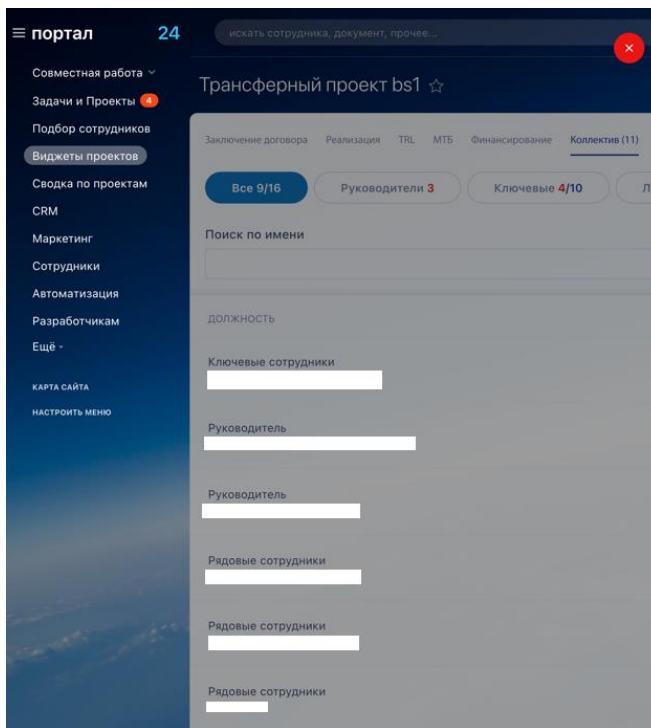 портал 24
искать сотрудника, документ, прочее...
Совместная работа
Задачи и Проекты 4
Подбор сотрудников
Виджеты проектов
Сводка по проектам
CRM
Маркетинг
Сотрудники
Автоматизация
Разработчикам
Ещё -
КАРТА САЙТА
НАСТРОИТЬ МЕНЮ
Трансферный проект bs1
Заключение договора Реализация TRL МТБ Финансирование Коллектив (11)
Все 9/16 Руководители 3 Ключевые 4/10 Л
Поиск по имени
ДОЛЖНОСТЬ
Ключевые сотрудники
Руководитель
Руководитель
Рядовые сотрудники
Рядовые сотрудники
Рядовые сотрудники